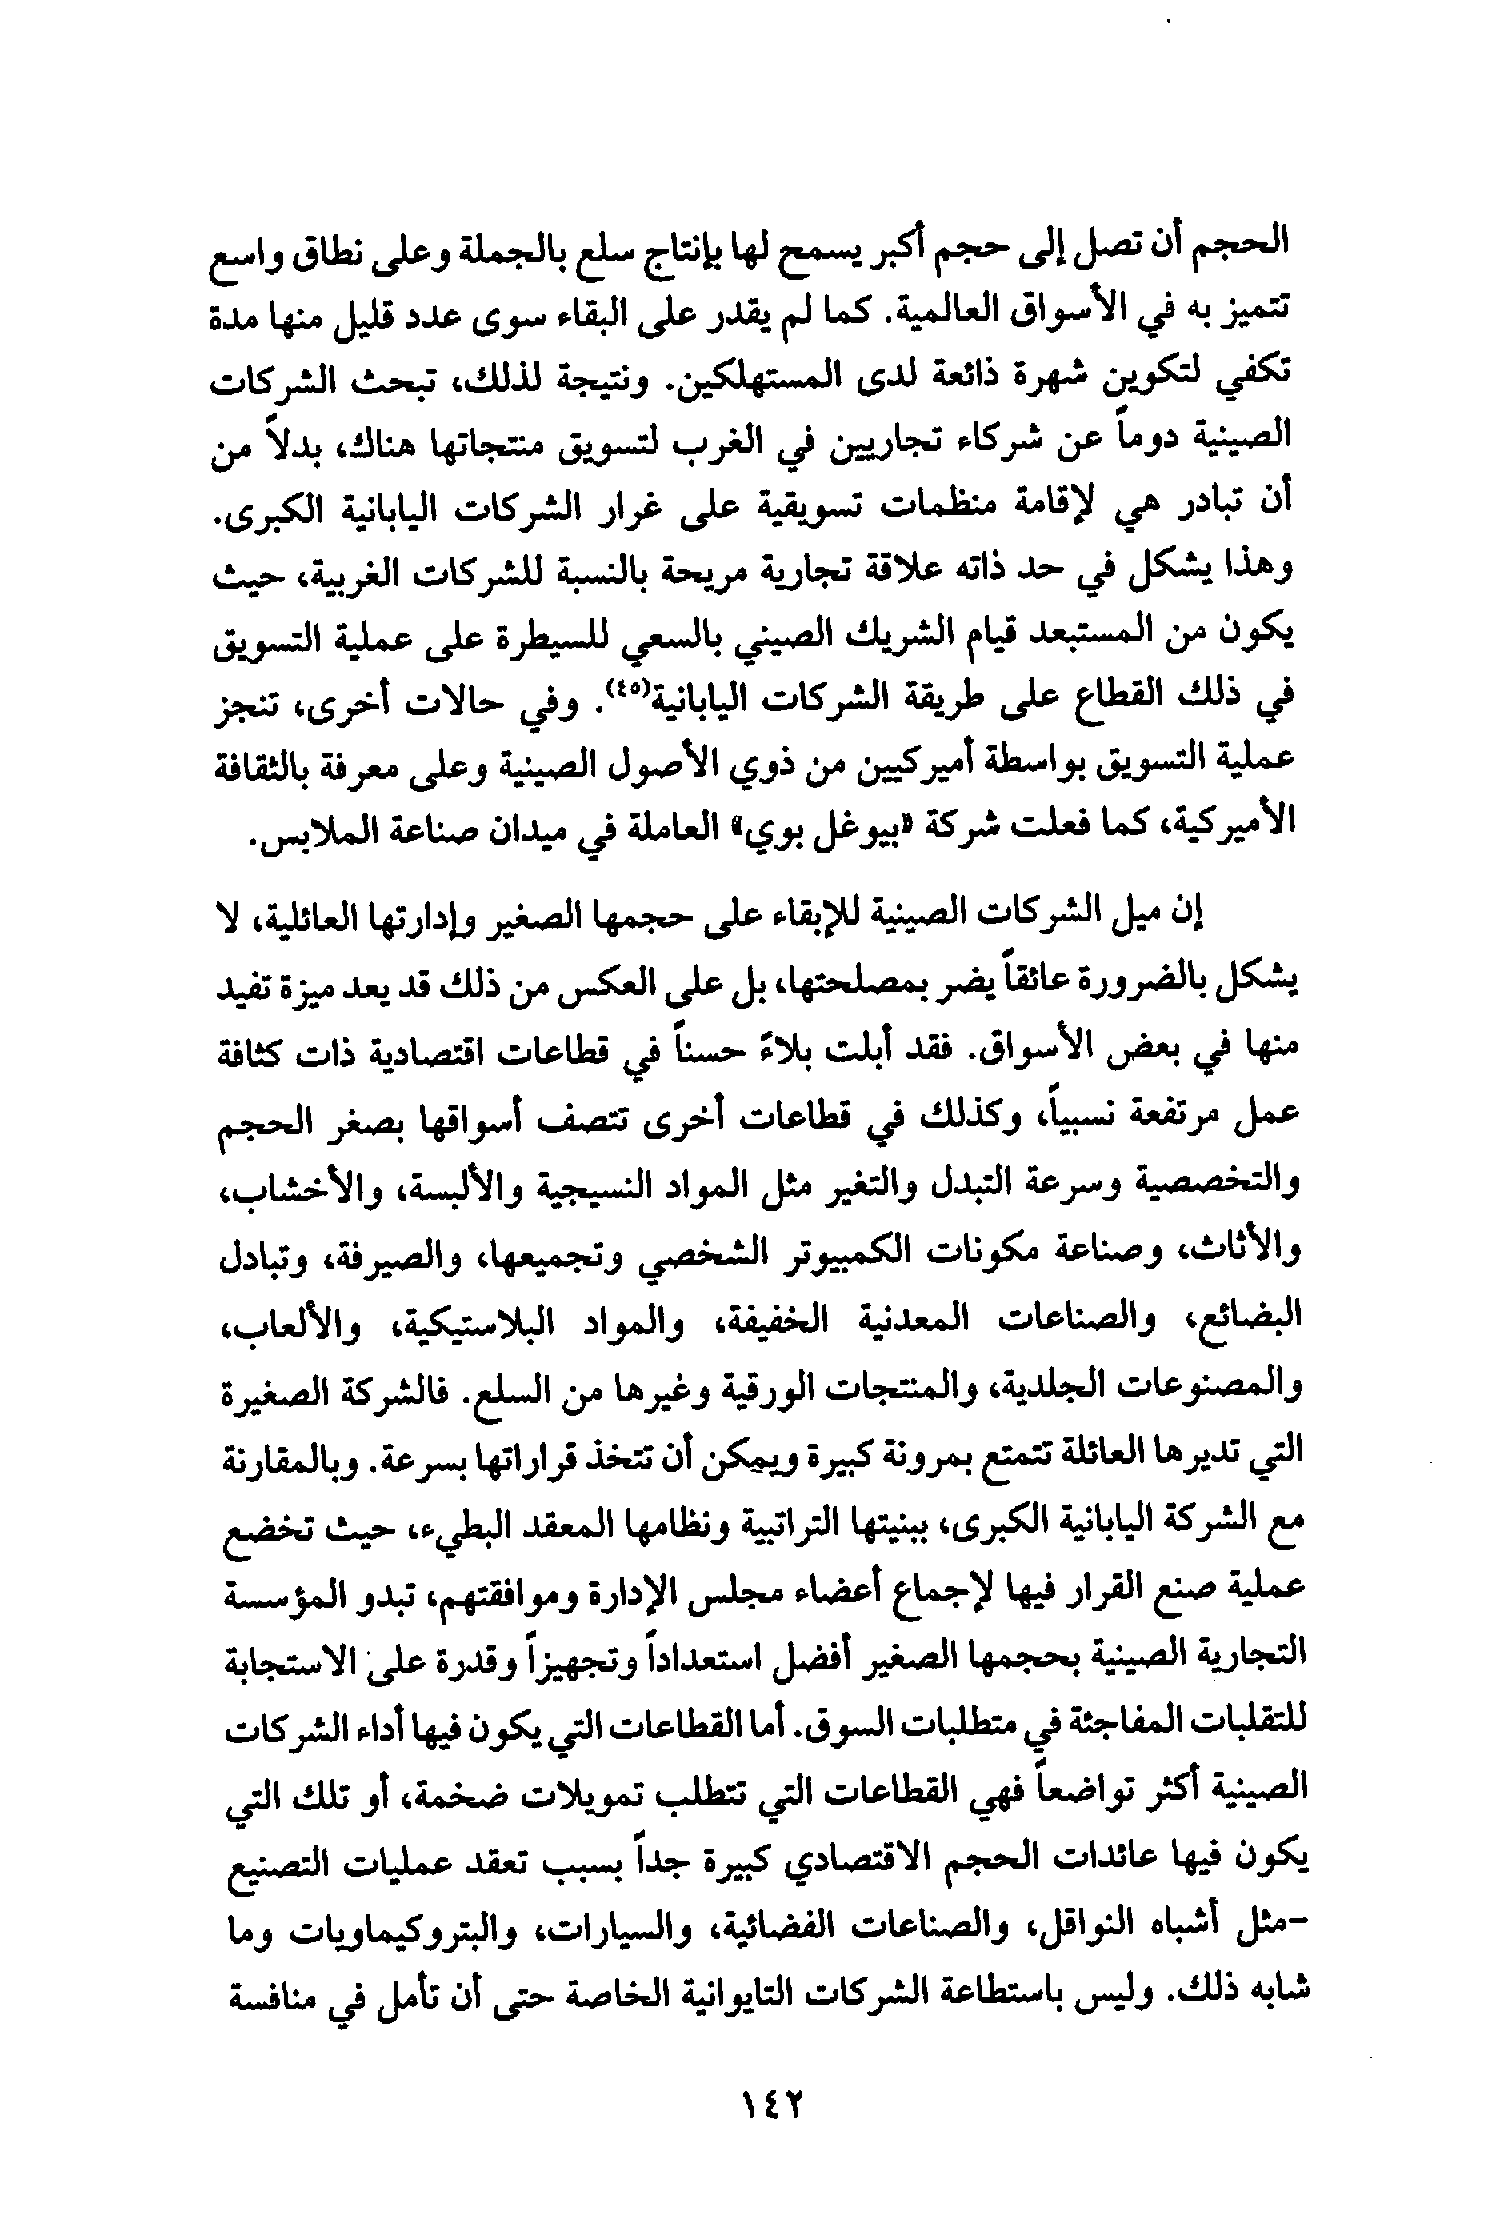 الحجم أن تصل إلى حجم أكبر يسمح لها بإنتاج سلع بالجملة وعلى نطاق واسع
تتميز به في الأسواق العالمية. كما لم يقدر على البقاء سوى عدد قليل منها مدة
تكفي لتكوين شهرة ذائعة لدى المستهلكين. ونتيجة لذلك، تبحث الشركات
الصينية دوماً عن شركاء تجاريين في الغرب لتسويق منتجاتها هناك، بدلاً من
أن تبادر هي لإقامة منظمات تسويقية على غرار الشركات اليابانية الكبرى.
وهذا يشكل في حد ذاته علاقة تجارية مريحة بالنسبة للشركات الغربية، حيث
يكون من المستبعد قيام الشريك الصيني بالسعي للسيطرة على عملية التسويق
في ذلك القطاع على طريقة الشركات اليابانية(٤٥). وفي حالات أخرى، تنجز
عملية التسويق بواسطة أميركيين من ذوي الأصول الصينية وعلى معرفة بالثقافة
الأميركية، كما فعلت شركة «بيوغل بوي» العاملة في ميدان صناعة الملابس.
إن ميل الشركات الصينية للإبقاء على حجمها الصغير وإدارتها العائلية، لا
يشكل بالضرورة عائقاً يضر بمصلحتها، بل على العكس من ذلك قد يعد ميزة تفيد
منها في بعض الأسواق. فقد أبلت بلاءً حسناً في قطاعات اقتصادية ذات كثافة
عمل مرتفعة نسبياً، وكذلك في قطاعات أخرى تتصف أسواقها بصغر الحجم
والتخصصية وسرعة التبدل والتغير مثل المواد النسيجية والألبسة، والأخشاب،
والأثاث، وصناعة مكونات الكمبيوتر الشخصي وتجميعها، والصيرفة، وتبادل
البضائع، والصناعات المعدنية الخفيفة، والمواد البلاستيكية، والألعاب،
والمصنوعات الجلدية، والمنتجات الورقية وغيرها من السلع. فالشركة الصغيرة
التي تديرها العائلة تتمتع بمرونة كبيرة ويمكن أن تتخذ قراراتها بسرعة. وبالمقارنة
مع الشركة اليابانية الكبرى، ببنيتها التراتبية ونظامها المعقد البطيء، حيث تخضع
عملية صنع القرار فيها لإجماع أعضاء مجلس الإدارة وموافقتهم، تبدو المؤسسة
التجارية الصينية بحجمها الصغير أفضل استعداداً وتجهيزاً وقدرة على الاستجابة
للتقلبات المفاجئة في متطلبات السوق. أما القطاعات التي يكون فيها أداء الشركات
الصينية أكثر تواضعاً فهي القطاعات التي تتطلب تمويلات ضخمة، أو تلك التي
يكون فيها عائدات الحجم الاقتصادي كبيرة جداً بسبب تعقد عمليات التصنيع
-مثل أشباه النواقل، والصناعات الفضائية، والسيارات، والبتروكيماويات وما
شابه ذلك. وليس باستطاعة الشركات التايوانية الخاصة حتى أن تأمل في منافسة
١٤٢